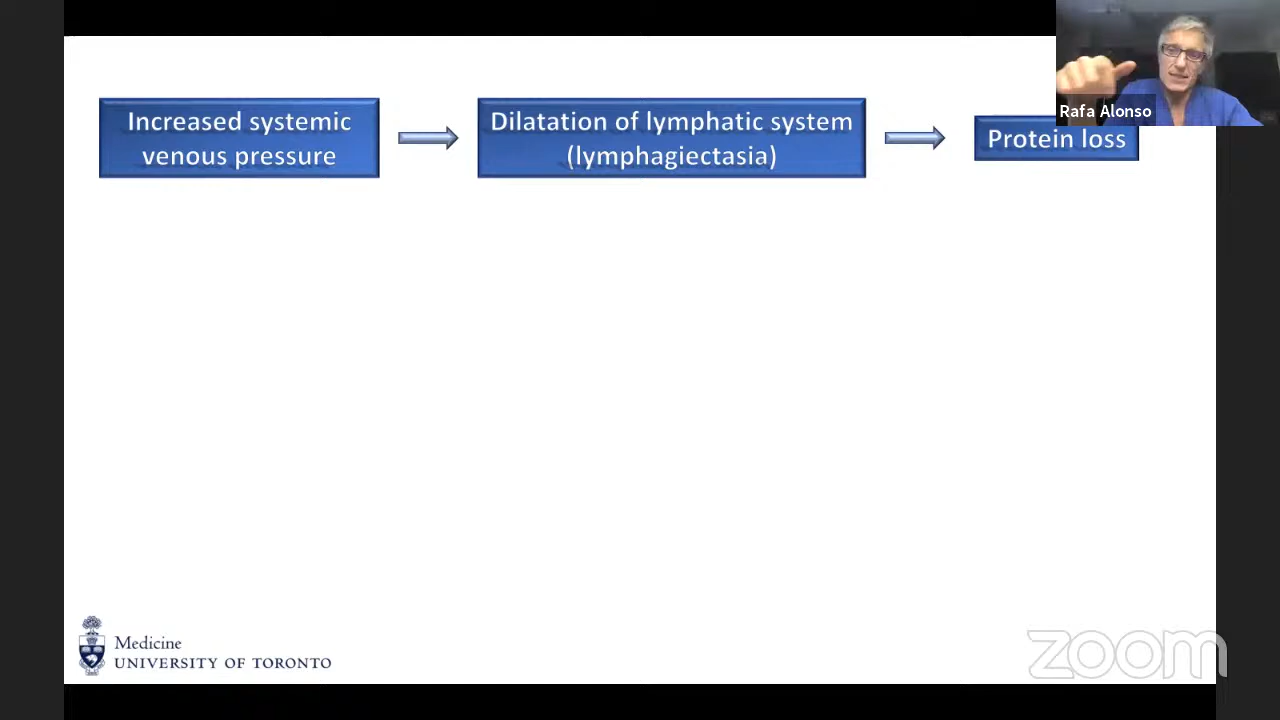 Increased systemic
venous pressure
Dilatation of lymphatic system
(lymphagiectasia)
Protein loss
Rafa Alonso
Medicine
UNIVERSITY OF TORONTO
zoom